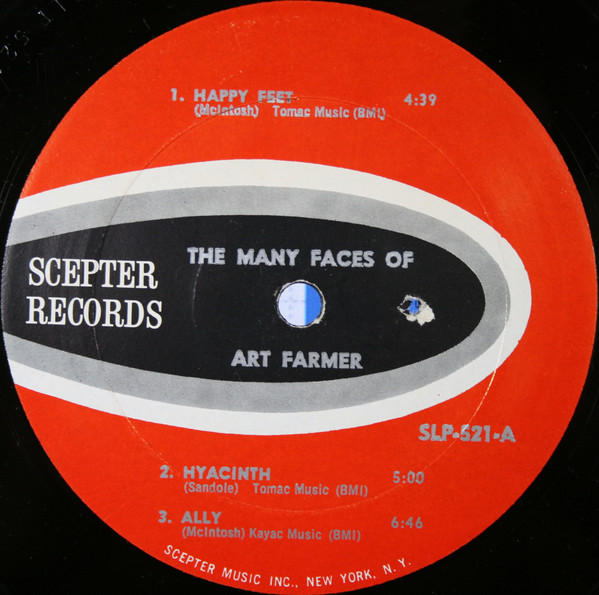 1. HAPPY FEET 4:39
(McIntosh) Tomac Music (BMI)
SCEPTER
RECORDS
THE MANY FACES OF
ART FARMER
SLP-521-A
2. HYACINTH 5:00
(Sandole) Tomac Music (BMI)
3. ALLY 6:46
(McIntosh) Kayac Music (BMI)
SCEPTER MUSIC INC., NEW YORK, N. Y.